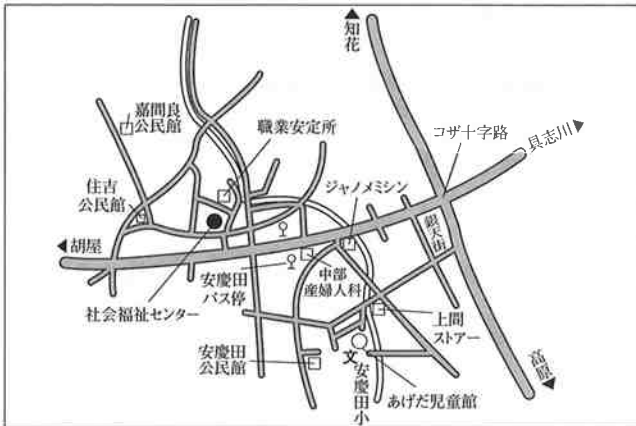 ▲知花
嘉間良
公民館
職業安定所
コザ十字路
具志川▶
ジャノメミシン
住吉
公民館
銀天街
◀胡屋
安慶田
バス停
中部
産婦人科
社会福祉センター
上間
ストアー
安慶田
公民館
文
安慶田小
あげだ児童館
高原▼